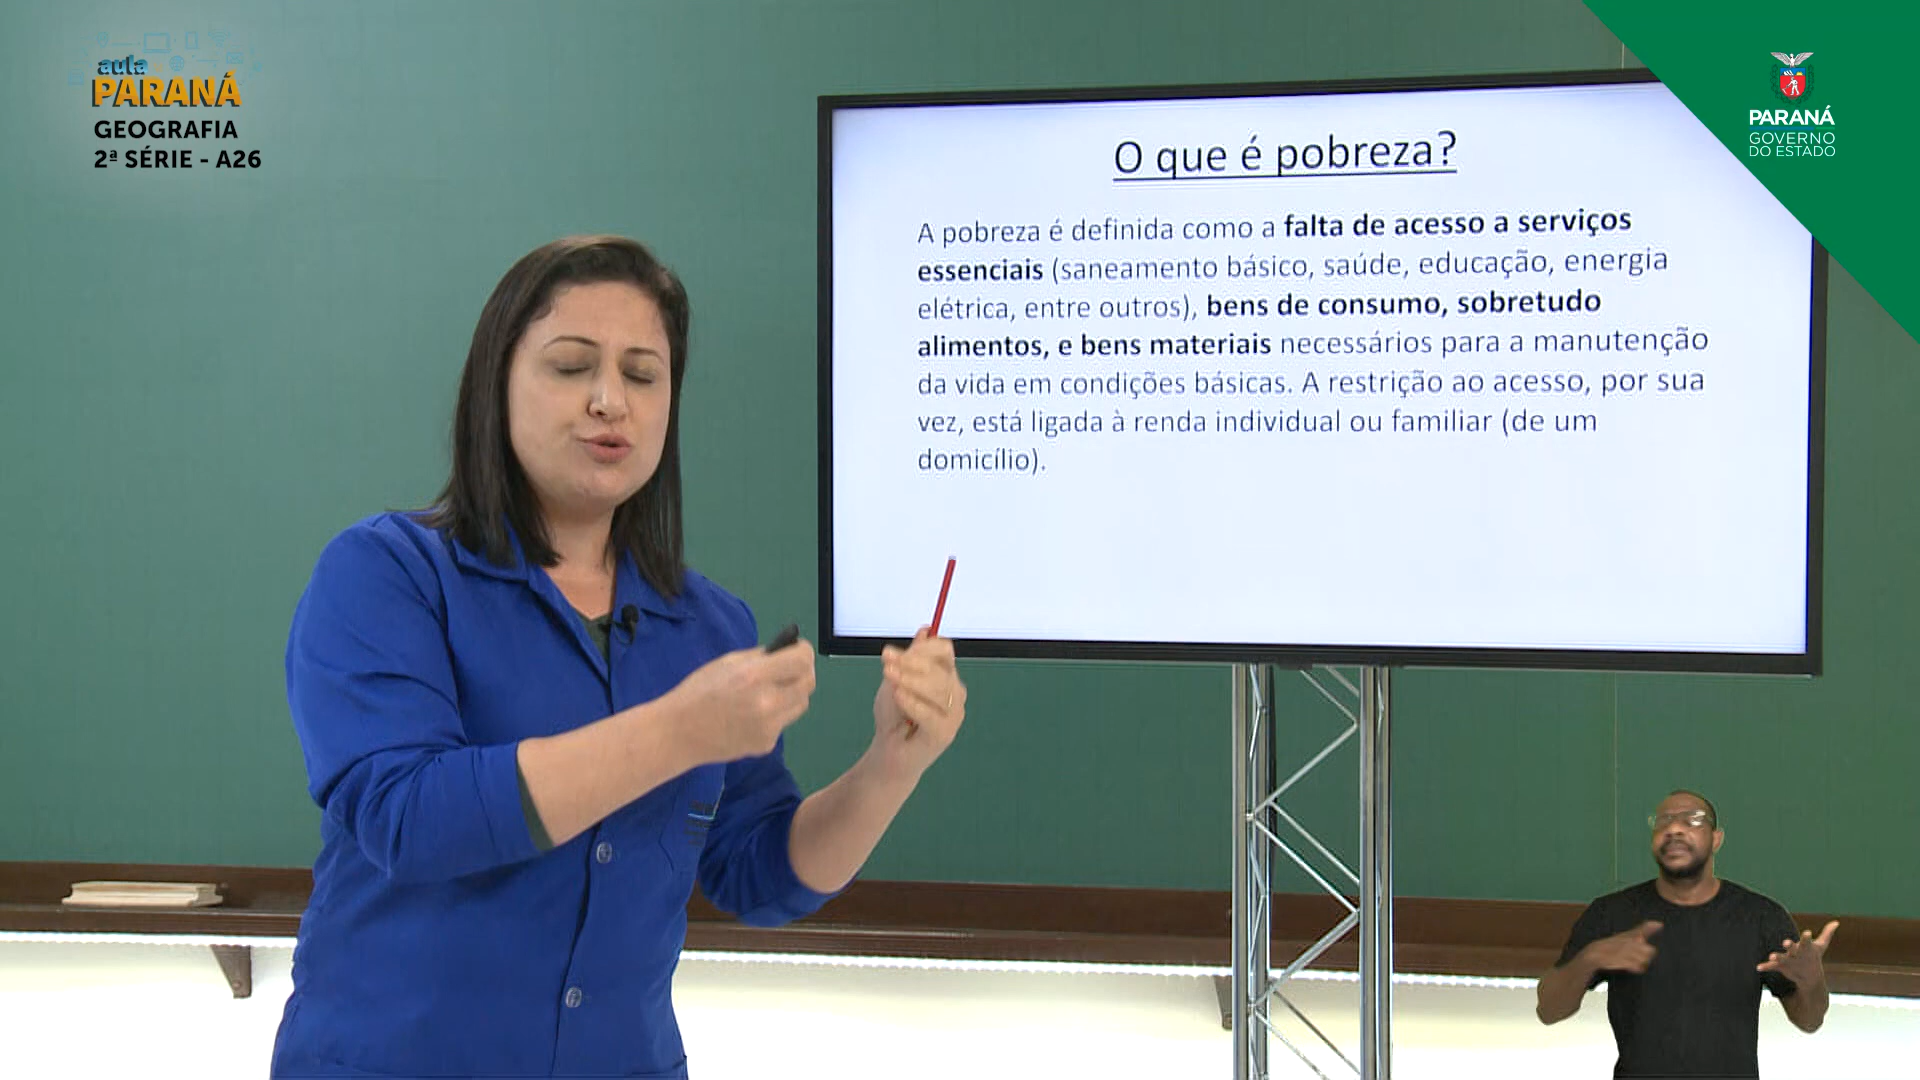 aula
PARANÁ
GEOGRAFIA
2ª SÉRIE - A26
PARANÁ
GOVERNO
DO ESTADO
O que é pobreza?
A pobreza é definida como a falta de acesso a serviços
essenciais (saneamento básico, saúde, educação, energia
elétrica, entre outros), bens de consumo, sobretudo
alimentos, e bens materiais necessários para a manutenção
da vida em condições básicas. A restrição ao acesso, por sua
vez, está ligada à renda individual ou familiar (de um
domicílio).